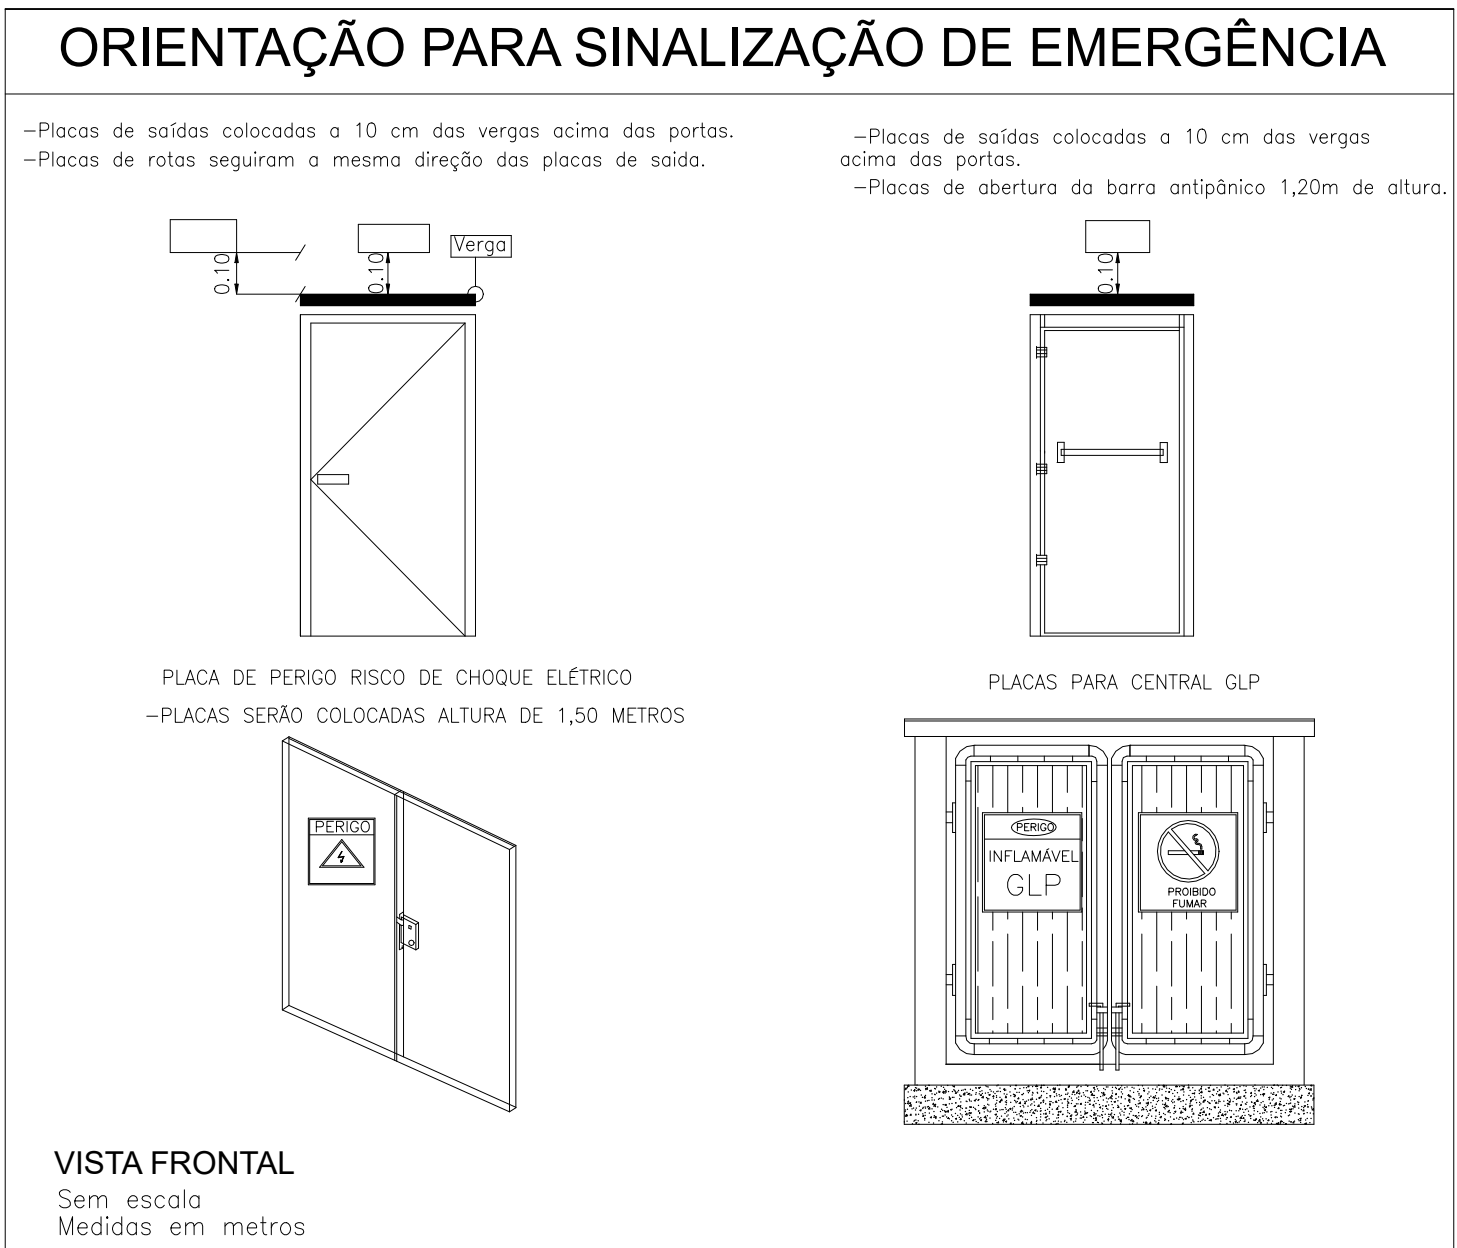 ORIENTAÇÃO PARA SINALIZAÇÃO DE EMERGÊNCIA
-Placas de saídas colocadas a 10 cm das vergas acima das portas.
-Placas de rotas seguiram a mesma direção das placas de saida.
-Placas de saídas colocadas a 10 cm das vergas
acima das portas.
-Placas de abertura da barra antipânico 1,20m de altura.
0.10
0.10
Verga
0.10
PLACA DE PERIGO RISCO DE CHOQUE ELÉTRICO
-PLACAS SERÃO COLOCADAS ALTURA DE 1,50 METROS
PERIGO
PLACAS PARA CENTRAL GLP
PERIGO
INFLAMÁVEL
GLP
PROIBIDO
FUMAR
VISTA FRONTAL
Sem escala
Medidas em metros